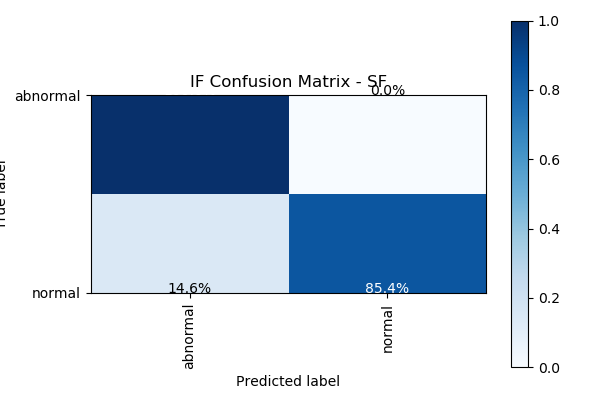 IF Confusion Matrix - SF
0.0%
abnormal
normal
True label
14.6%
85.4%
abnormal
normal
Predicted label
1.0
0.8
0.6
0.4
0.2
0.0